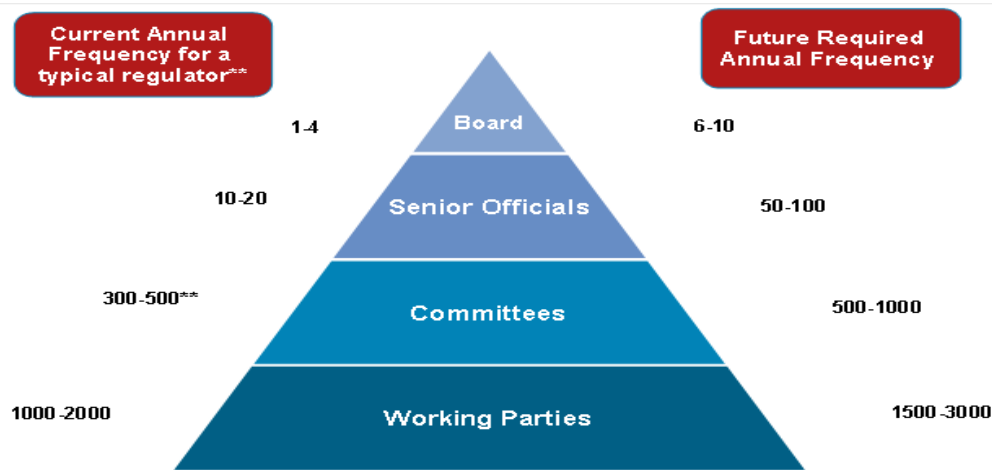 Current Annual
Frequency for a
typical regulator**
Future Required
Annual Frequency
1-4
Board
6-10
10-20
Senior Officials
50-100
300-500**
Committees
500-1000
1000-2000
Working Parties
1500-3000